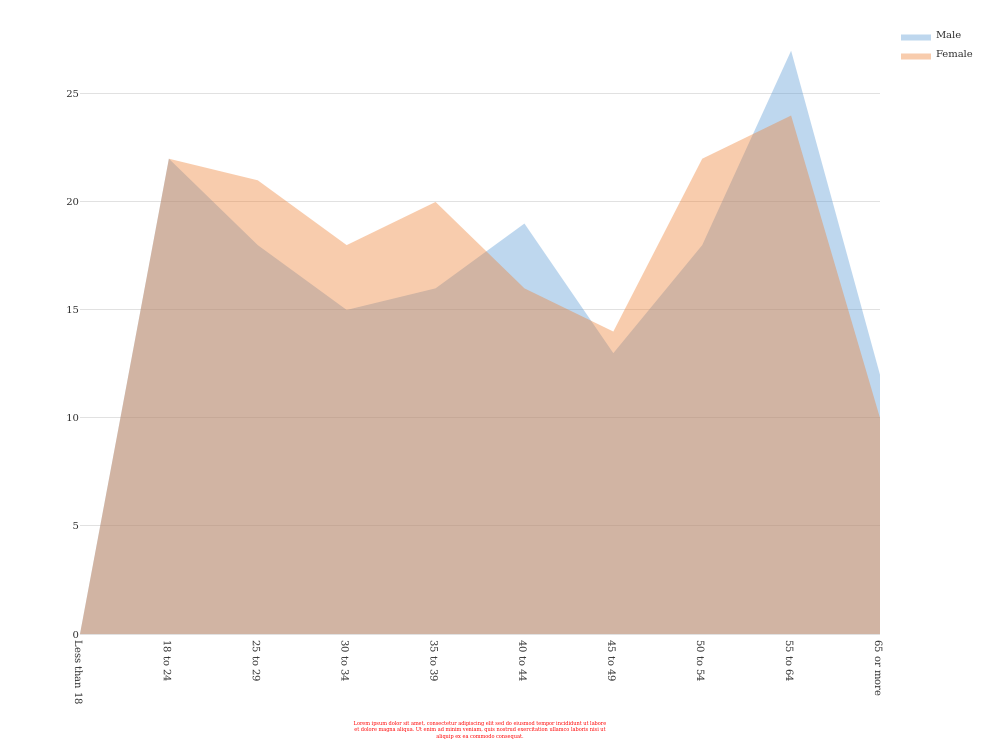 Male
Female
25
20
15
10
5
0
Less than 18
18 to 24
25 to 29
30 to 34
35 to 39
40 to 44
45 to 49
50 to 54
55 to 64
65 or more
Lorem ipsum dolor sit amet, consectetur adipiscing elit sed do eiusmod tempor incididunt ut labore
et dolore magna aliqua. Ut enim ad minim veniam, quis nostrud exercitation ullamco laboris nisi ut
aliquip ex ea commodo consequat.